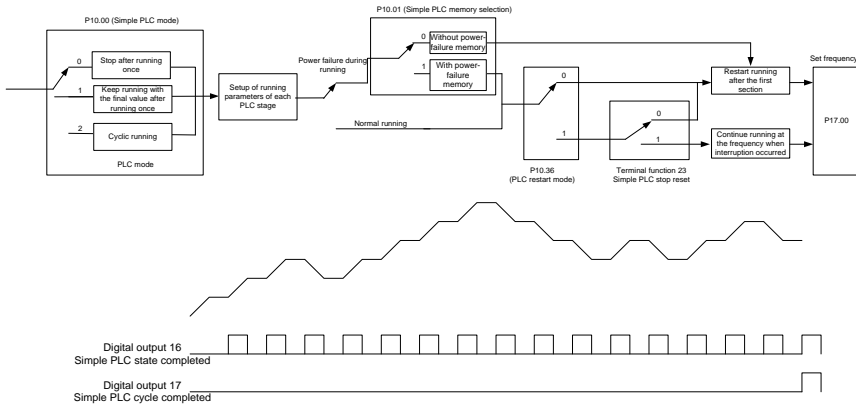 P10.00 (Simple PLC mode)
0
Stop after running
once
1
Keep running with
the final value after
running once
2
Cyclic running
PLC mode
Setup of running
parameters of each
PLC stage
Power failure during
running
Normal running
P10.01 (Simple PLC memory selection)
0
Without power-
failure memory
1
With power-
failure memory
0
1
P10.36
(PLC restart mode)
0
1
Terminal function 23
Simple PLC stop reset
Restart running
after the first
section
Continue running at
the frequency when
interruption occurred
Set frequency
P17.00
Digital output 16
Simple PLC state completed
Digital output 17
Simple PLC cycle completed